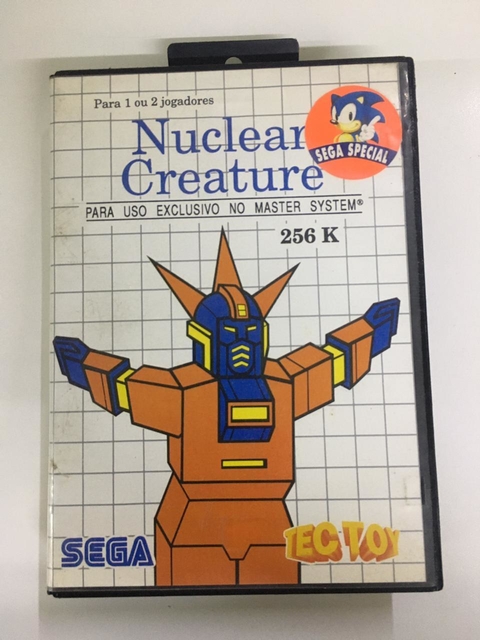 Para 1 ou 2 jogadores
Nuclear
Creature
SEGA SPECIAL
PARA USO EXCLUSIVO NO MASTER SYSTEM®
256 K
SEGA
TEC TOY